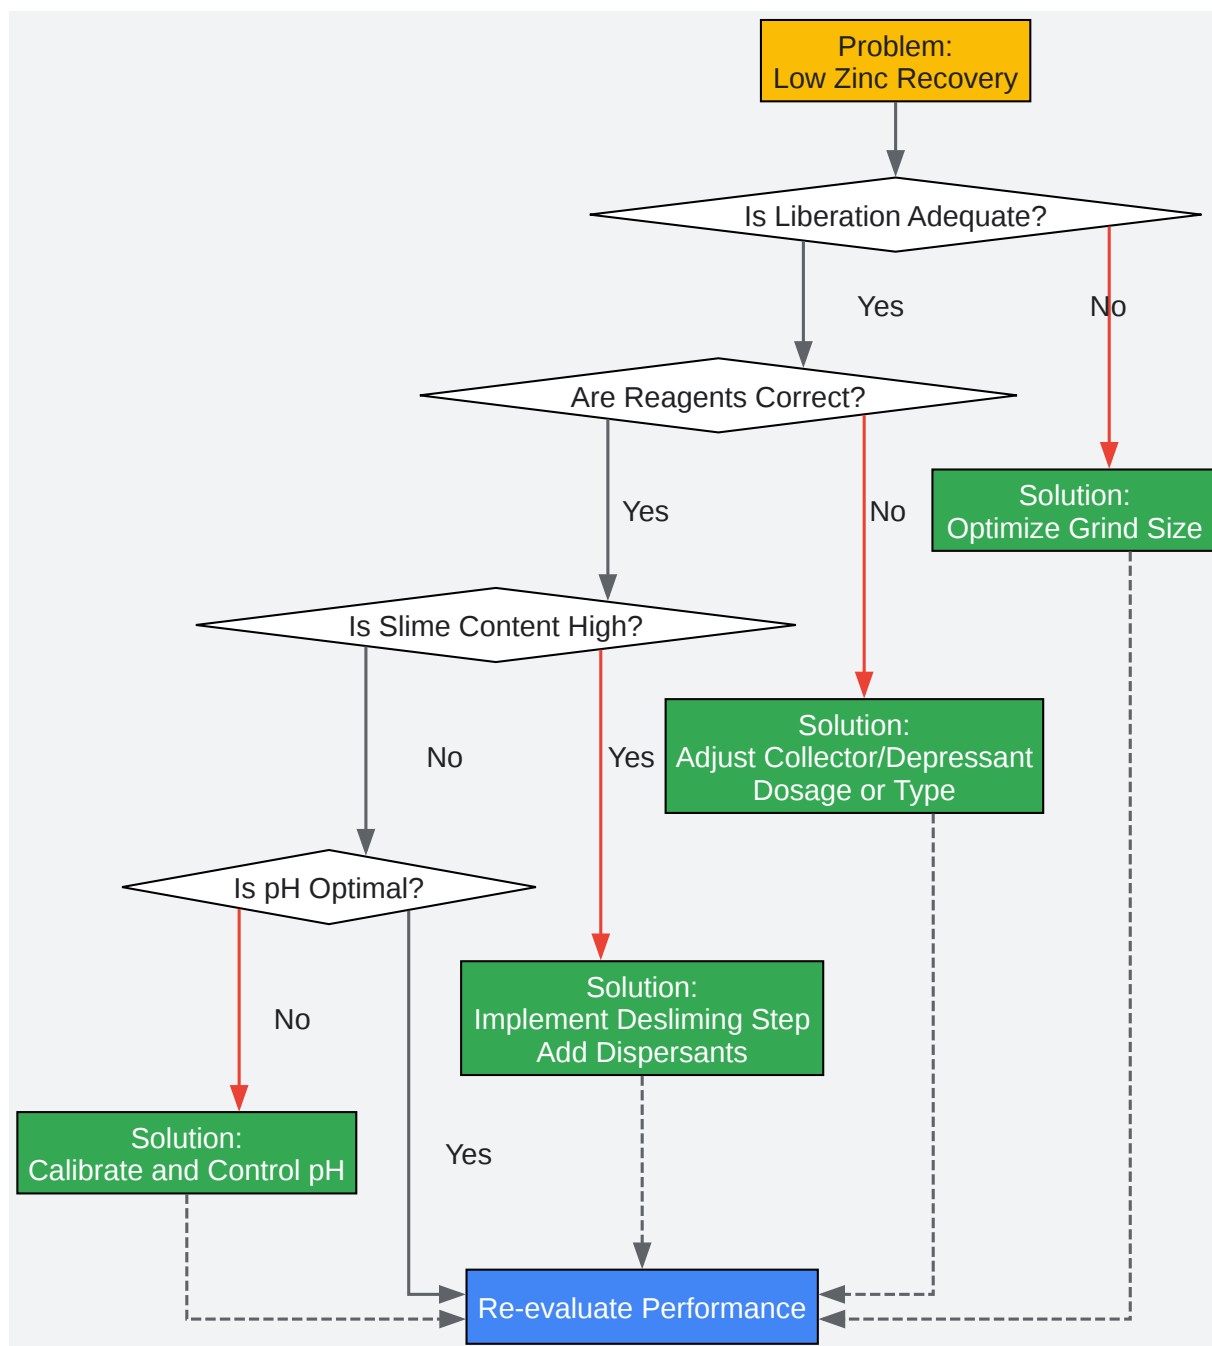 Problem:
Low Zinc Recovery
Is Liberation Adequate?
Yes
No
Are Reagents Correct?
Yes
No
Solution:
Optimize Grind Size
Is Slime Content High?
No
Yes
Solution:
Adjust Collector/Depressant
Dosage or Type
Is pH Optimal?
No
Yes
Solution:
Implement Desliming Step
Add Dispersants
Solution:
Calibrate and Control pH
Re-evaluate Performance